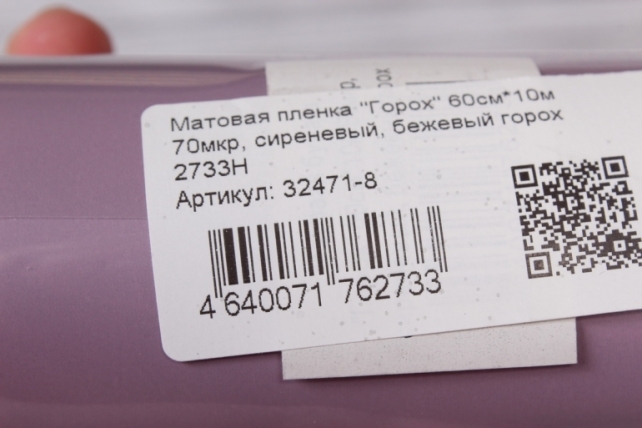 Матовая пленка "Горох" 60см*10м
70мкр, сиреневый, бежевый горох
2733Н
Артикул: 32471-8
4 640071 762733